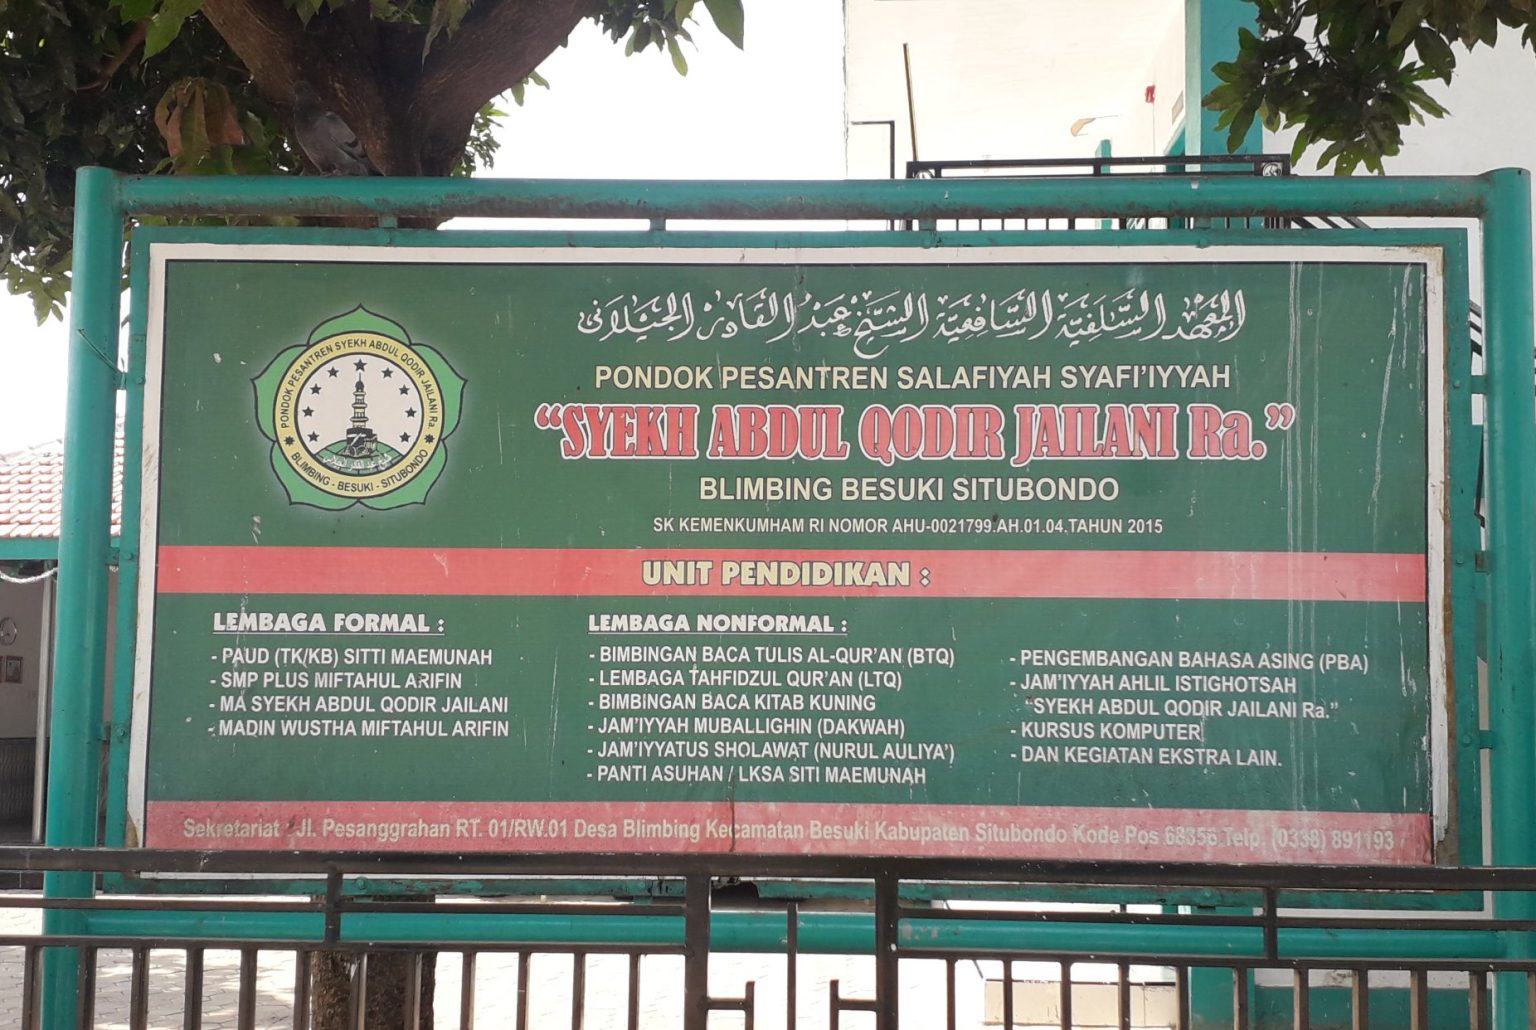 المعهد السلفية الشافعية الشيخ عبد القادر الجيلاني
PONDOK PESANTREN SALAFIYAH SYAFI'IYYAH
“SYEKH ABDUL QODIR JAILANI Ra.”
BLIMBING BESUKI SITUBONDO
SK KEMENKUMHAM RI NOMOR AHU-0021799.AH.01.04.TAHUN 2015
PONDOK PESANTREN SYEKH ABDUL QODIR JAILANI Ra.
BLIMBING - BESUKI - SITUBONDO
UNIT PENDIDIKAN :
LEMBAGA FORMAL :
- PAUD (TK/KB) SITTI MAEMUNAH
- SMP PLUS MIFTAHUL ARIFIN
- MA SYEKH ABDUL QODIR JAILANI
- MADIN WUSTHA MIFTAHUL ARIFIN
LEMBAGA NONFORMAL :
- BIMBINGAN BACA TULIS AL-QUR'AN (BTQ)
- LEMBAGA TAHFIDZUL QUR'AN (LTQ)
- BIMBINGAN BACA KITAB KUNING
- JAM'IYYAH MUBALLIGHIN (DAKWAH)
- JAM'IYYATUS SHOLAWAT (NURUL AULIYA')
- PANTI ASUHAN / LKSA SITI MAEMUNAH
- PENGEMBANGAN BAHASA ASING (PBA)
- JAM'IYYAH AHLIL ISTIGHOTSAH
“SYEKH ABDUL QODIR JAILANI Ra.”
- KURSUS KOMPUTER
- DAN KEGIATAN EKSTRA LAIN.
Sekretariat : Jl. Pesanggrahan RT. 01/RW.01 Desa Blimbing Kecamatan Besuki Kabupaten Situbondo Kode Pos 68356 Telp. (0338) 891193